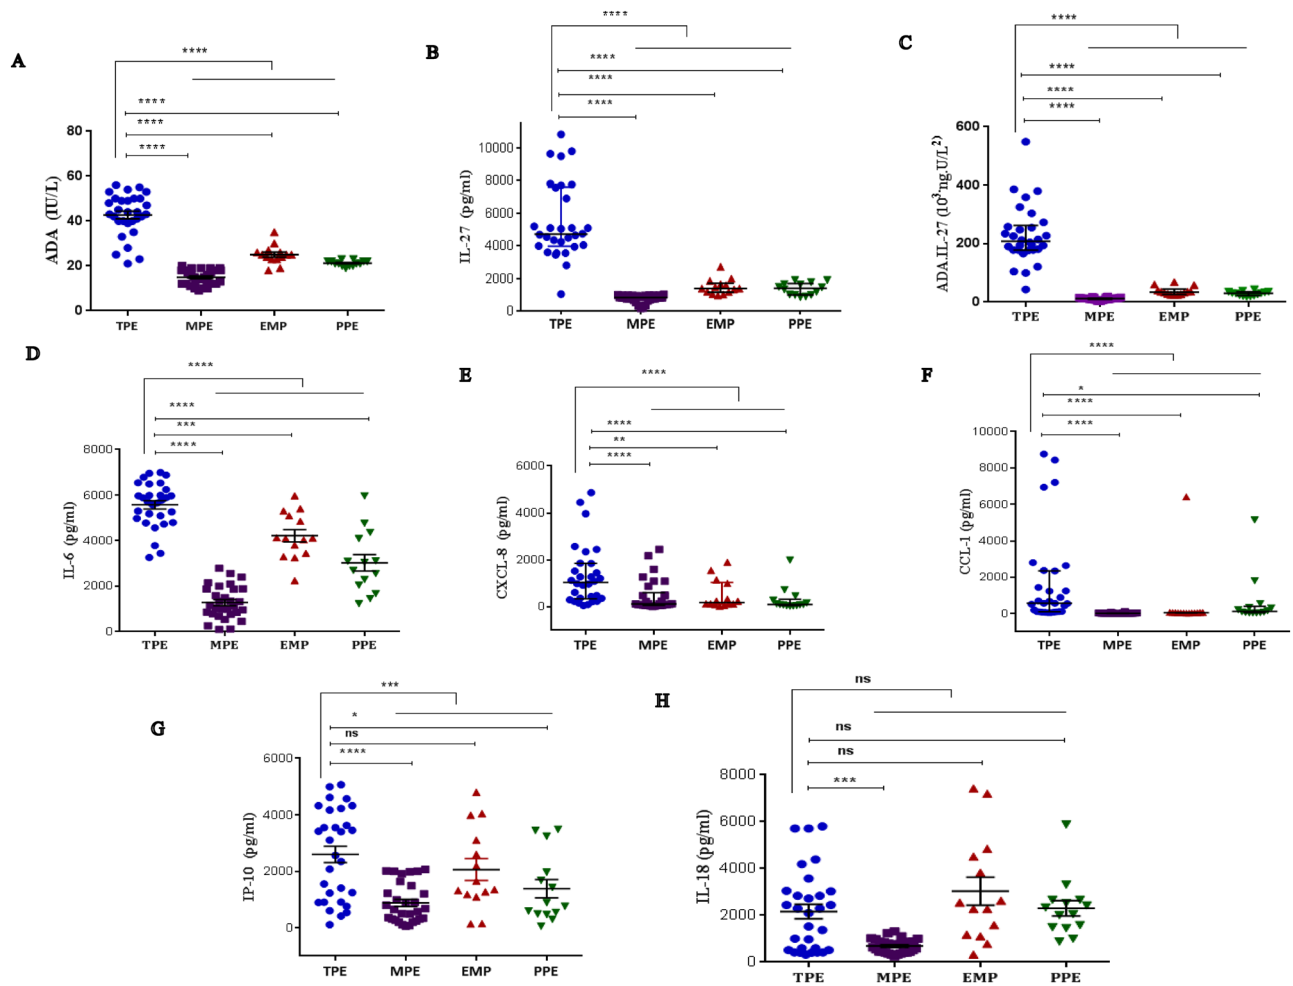 A
****
****
****
****
ADA (IU/L)
80
60
40
20
0
TPE MPE EMP PPE
B
****
****
****
****
IL-27 (pg/ml)
10000
8000
6000
4000
2000
0
TPE MPE EMP PPE
C
****
****
****
****
ADA.IL-27 (10³ng.U/L²)
600
400
200
0
TPE MPE EMP PPE
D
****
****
***
****
IL-6 (pg/ml)
8000
6000
4000
2000
0
TPE MPE EMP PPE
E
****
****
**
****
CXCL-8 (pg/ml)
6000
4000
2000
0
TPE MPE EMP PPE
F
****
*
****
****
CCL-1 (pg/ml)
10000
8000
6000
4000
2000
0
TPE MPE EMP PPE
G
***
*
ns
****
IP-10 (pg/ml)
6000
4000
2000
0
TPE MPE EMP PPE
H
ns
ns
ns
***
IL-18 (pg/ml)
8000
6000
4000
2000
0
TPE MPE EMP PPE